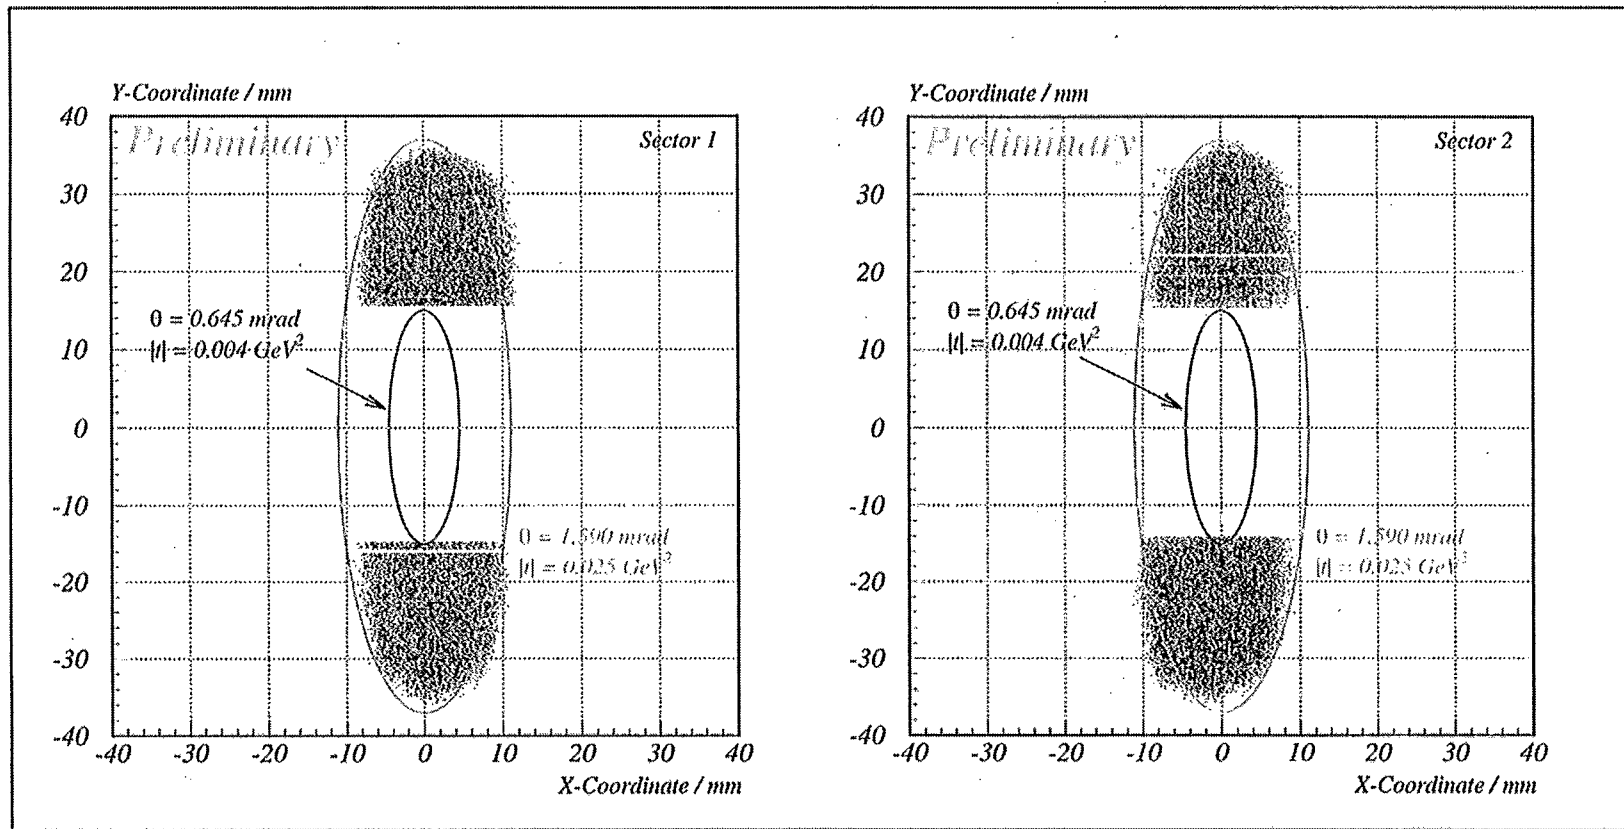 Y-Coordinate / mm
40
Preliminary
Sector 1
30
20
θ = 0.645 mrad
|t| = 0.004 GeV²
10
0
-10
θ = 1.590 mrad
|t| = 0.025 GeV²
-20
-30
-40
-40 -30 -20 -10 0 10 20 30 40
X-Coordinate / mm
Y-Coordinate / mm
40
Preliminary
Sector 2
30
20
θ = 0.645 mrad
|t| = 0.004 GeV²
10
0
-10
θ = 1.590 mrad
|t| = 0.025 GeV²
-20
-30
-40
-40 -30 -20 -10 0 10 20 30 40
X-Coordinate / mm